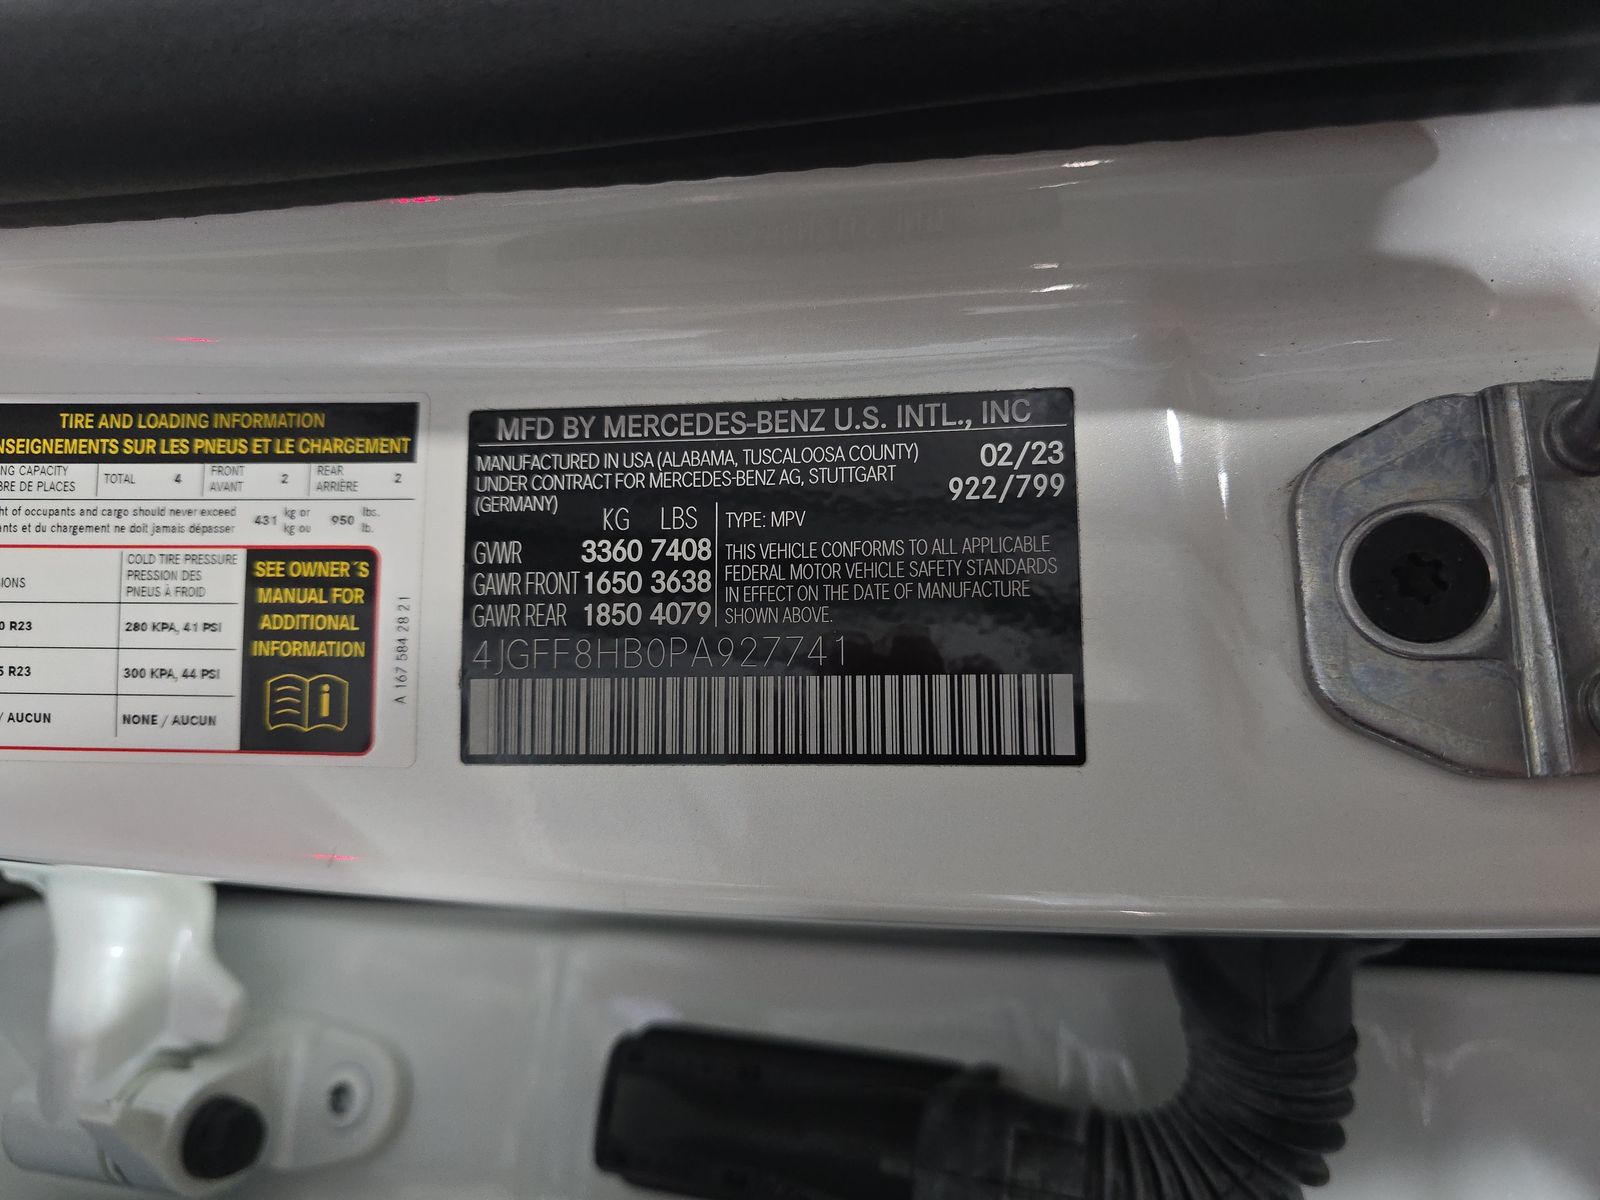 TIRE AND LOADING INFORMATION
NSEIGNEMENTS SUR LES PNEUS ET LE CHARGEMENT
NG CAPACITY
BRE DE PLACES
TOTAL 4
FRONT
AVANT
2
REAR
ARRIÈRE
2
ht of occupants and cargo should never exceed
ants et du chargement ne doit jamais dépasser
431 kg or
kg ou
950 lbs.
lb.
IONS
COLD TIRE PRESSURE
PRESSION DES
PNEUS À FROID
0 R23
280 KPA, 41 PSI
5 R23
300 KPA, 44 PSI
/ AUCUN
NONE / AUCUN
SEE OWNER´S
MANUAL FOR
ADDITIONAL
INFORMATION
i
A 167 584 28 21
MFD BY MERCEDES-BENZ U.S. INTL., INC
MANUFACTURED IN USA (ALABAMA, TUSCALOOSA COUNTY)
UNDER CONTRACT FOR MERCEDES-BENZ AG, STUTTGART
(GERMANY)
02/23
922/799
KG LBS
GVWR 3360 7408
GAWR FRONT 1650 3638
GAWR REAR 1850 4079
TYPE: MPV
THIS VEHICLE CONFORMS TO ALL APPLICABLE
FEDERAL MOTOR VEHICLE SAFETY STANDARDS
IN EFFECT ON THE DATE OF MANUFACTURE
SHOWN ABOVE.
4JGFF8HB0PA927741